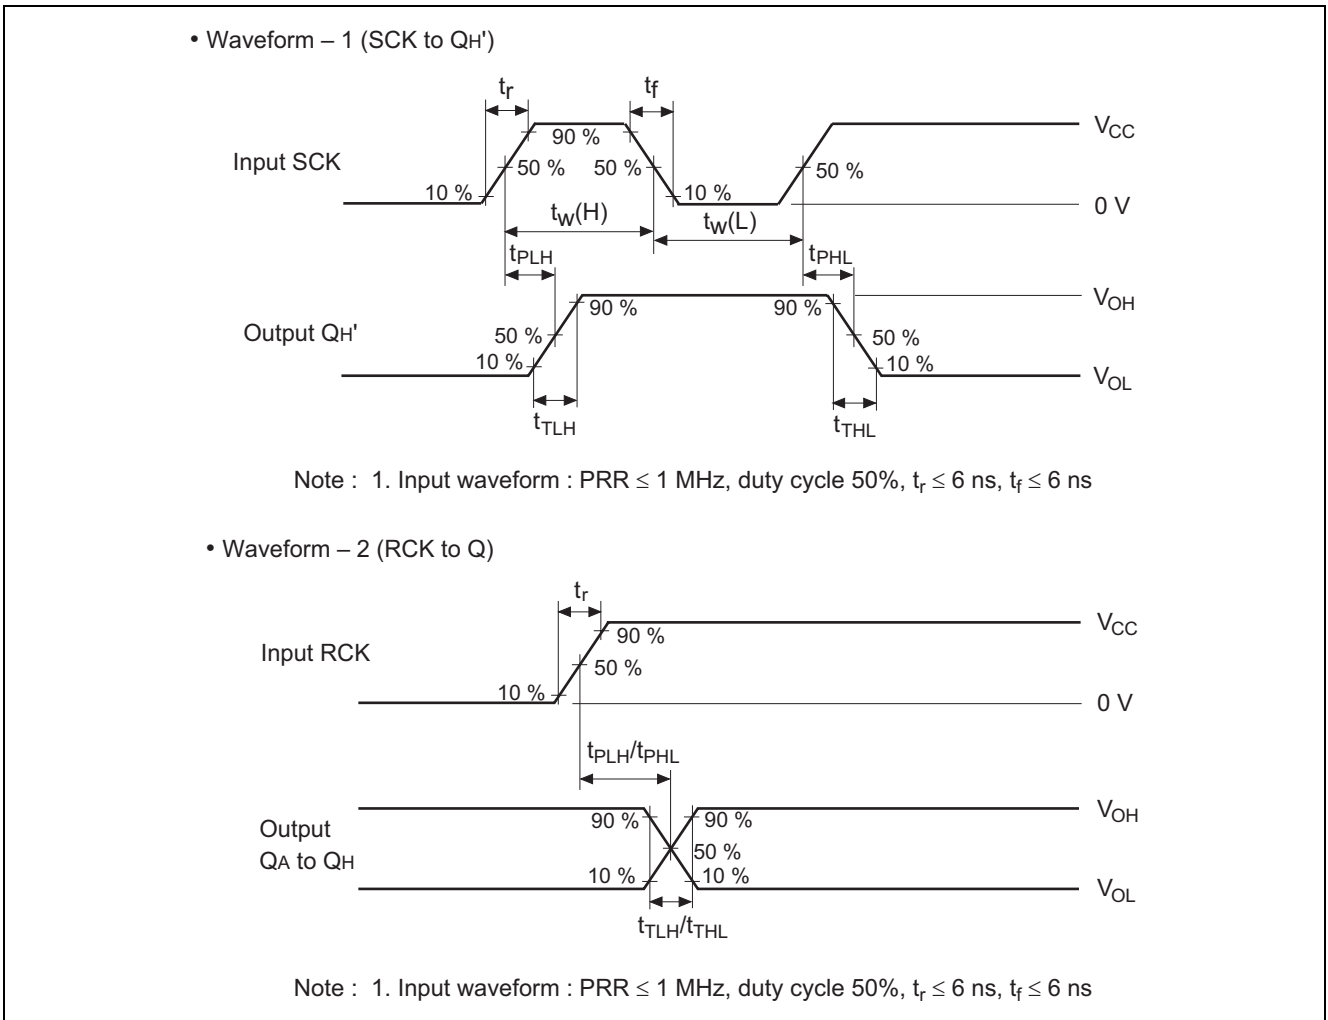 • Waveform – 1 (SCK to QH')
tr
tf
VCC
90 %
Input SCK
50 %
50 %
50 %
10 %
10 %
0 V
tw(H)
tw(L)
tPLH
tPHL
VOH
90 %
90 %
Output QH'
50 %
50 %
10 %
10 %
VOL
tTLH
tTHL
Note : 1. Input waveform : PRR ≤ 1 MHz, duty cycle 50%, tr ≤ 6 ns, tf ≤ 6 ns
• Waveform – 2 (RCK to Q)
tr
VCC
90 %
Input RCK
50 %
10 %
0 V
tPLH/tPHL
VOH
90 %
90 %
Output
QA to QH
50 %
10 %
10 %
VOL
tTLH/tTHL
Note : 1. Input waveform : PRR ≤ 1 MHz, duty cycle 50%, tr ≤ 6 ns, tf ≤ 6 ns